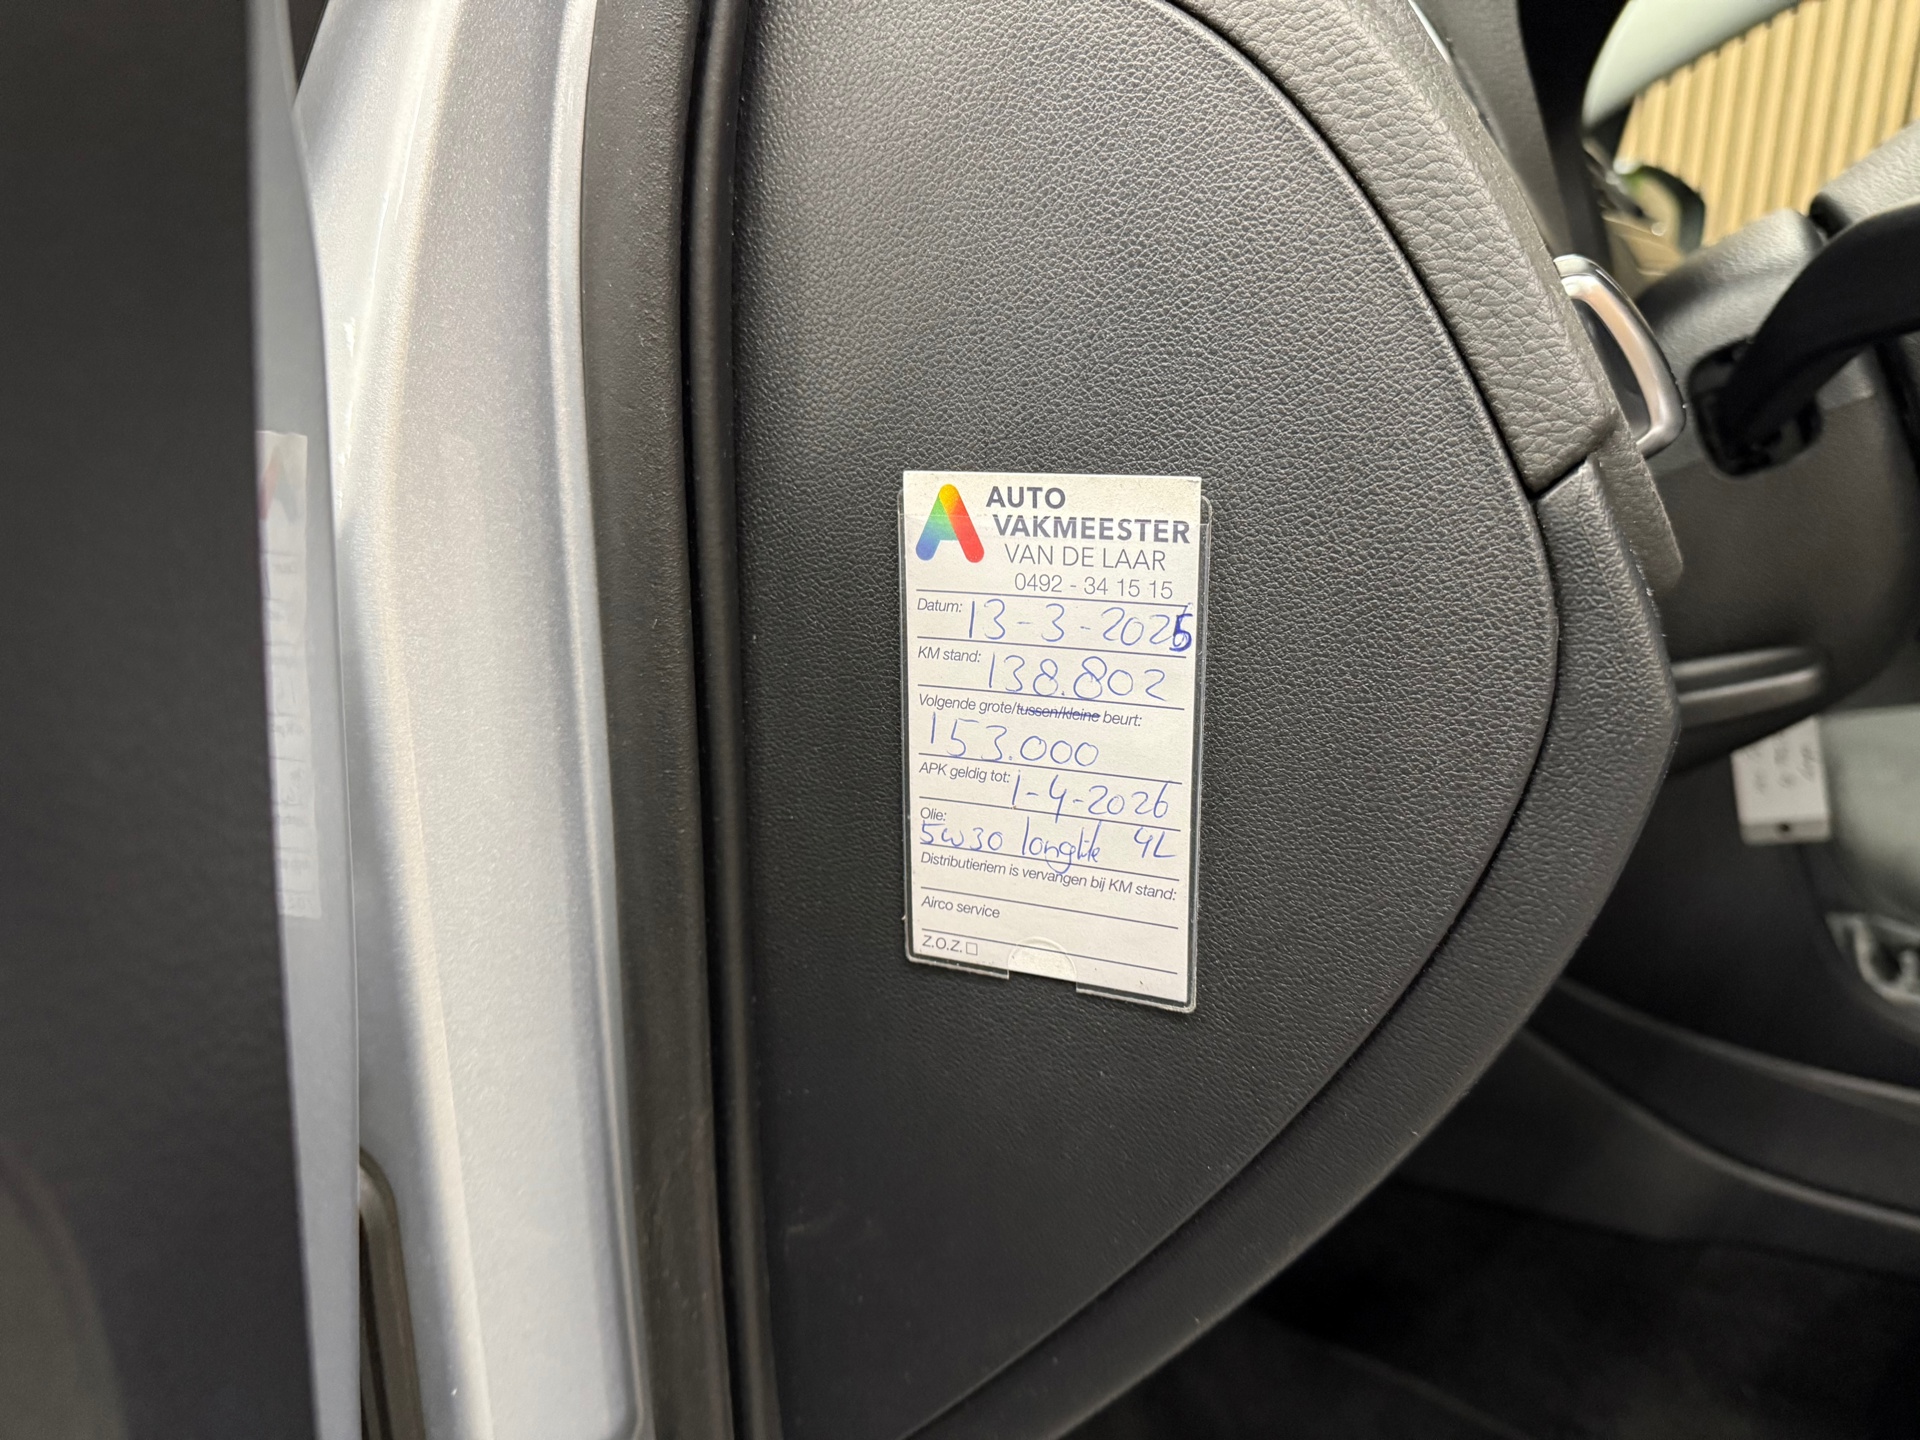 AUTO
VAKMEESTER
VAN DE LAAR
0492 - 34 15 15
Datum: 13-3-2025
KM stand: 138.802
Volgende grote/tussen/kleine beurt:
153.000
APK geldig tot: 1-4-2026
Olie:
5w30 longlife 4L
Distributieriem is vervangen bij KM stand:
Airco service
Z.O.Z.